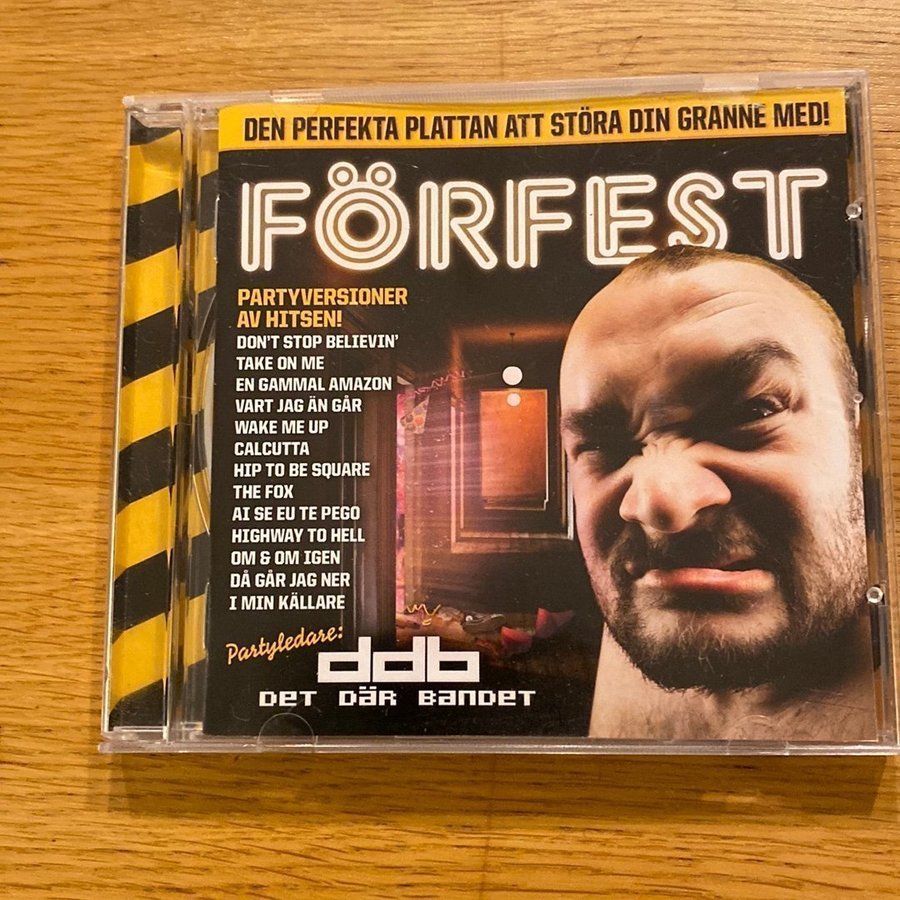 DEN PERFEKTA PLATTAN ATT STÖRA DIN GRANNE MED!
FÖRFEST
PARTYVERSIONER
AV HITSEN!
DON'T STOP BELIEVIN'
TAKE ON ME
EN GAMMAL AMAZON
VART JAG ÄN GÅR
WAKE ME UP
CALCUTTA
HIP TO BE SQUARE
THE FOX
AI SE EU TE PEGO
HIGHWAY TO HELL
OM & OM IGEN
DÅ GÅR JAG NER
I MIN KÄLLARE
Partyledare:
ddb
DET DÄR BANDET